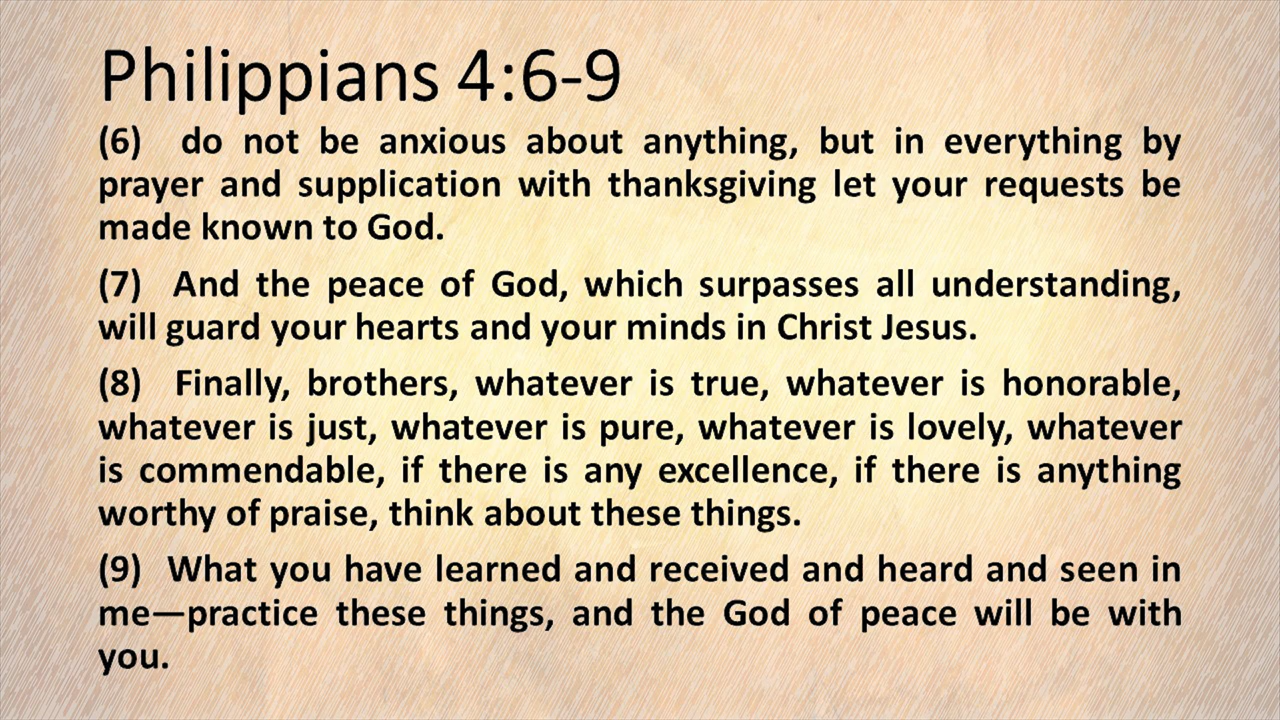 Philippians 4:6-9
(6) do not be anxious about anything, but in everything by
prayer and supplication with thanksgiving let your requests be
made known to God.
(7) And the peace of God, which surpasses all understanding,
will guard your hearts and your minds in Christ Jesus.
(8) Finally, brothers, whatever is true, whatever is honorable,
whatever is just, whatever is pure, whatever is lovely, whatever
is commendable, if there is any excellence, if there is anything
worthy of praise, think about these things.
(9) What you have learned and received and heard and seen in
me—practice these things, and the God of peace will be with
you.